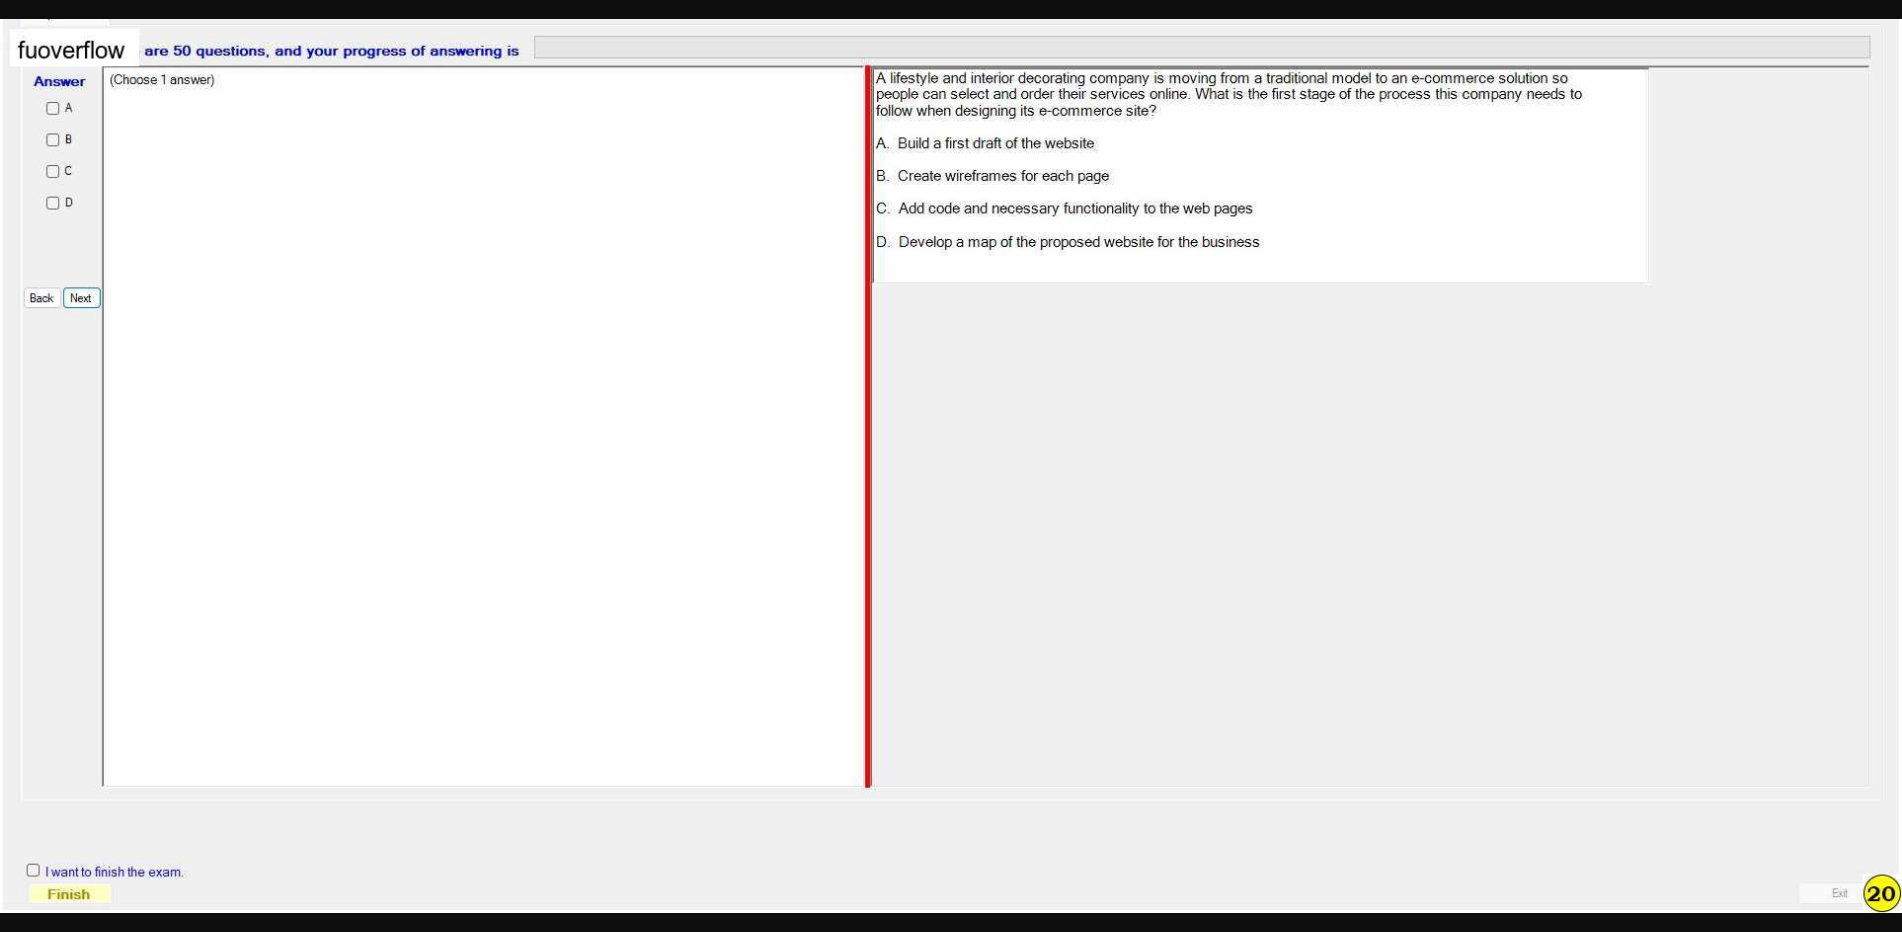 fuoverflow are 50 questions, and your progress of answering is
Answer
A
B
C
D
Back Next
(Choose 1 answer)
A lifestyle and interior decorating company is moving from a traditional model to an e-commerce solution so
people can select and order their services online. What is the first stage of the process this company needs to
follow when designing its e-commerce site?
A. Build a first draft of the website
B. Create wireframes for each page
C. Add code and necessary functionality to the web pages
D. Develop a map of the proposed website for the business
I want to finish the exam.
Finish
Exit
20